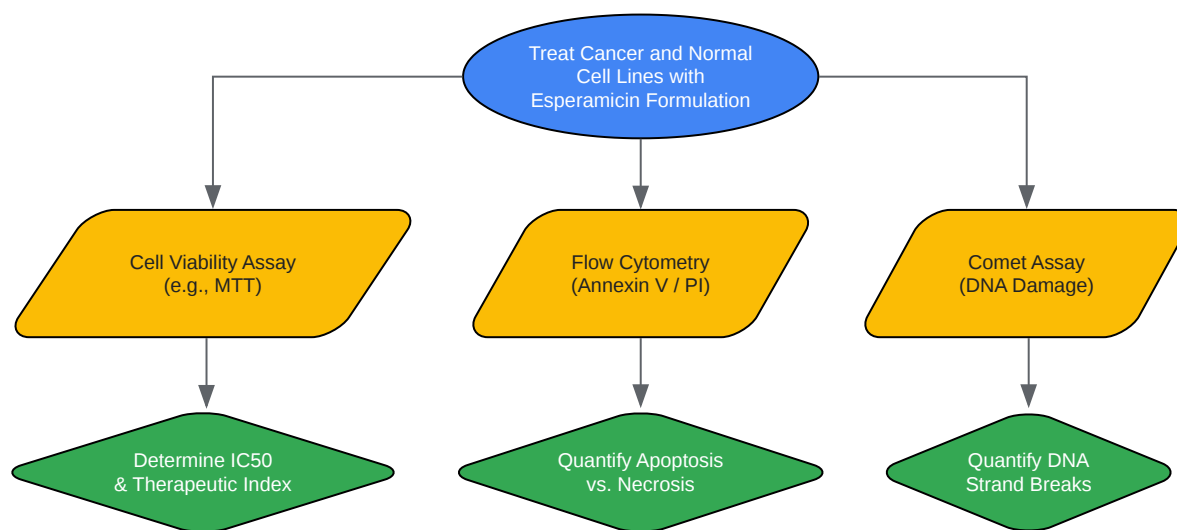 Treat Cancer and Normal
Cell Lines with
Esperamicin Formulation
Cell Viability Assay
(e.g., MTT)
Flow Cytometry
(Annexin V / PI)
Comet Assay
(DNA Damage)
Determine IC50
& Therapeutic Index
Quantify Apoptosis
vs. Necrosis
Quantify DNA
Strand Breaks